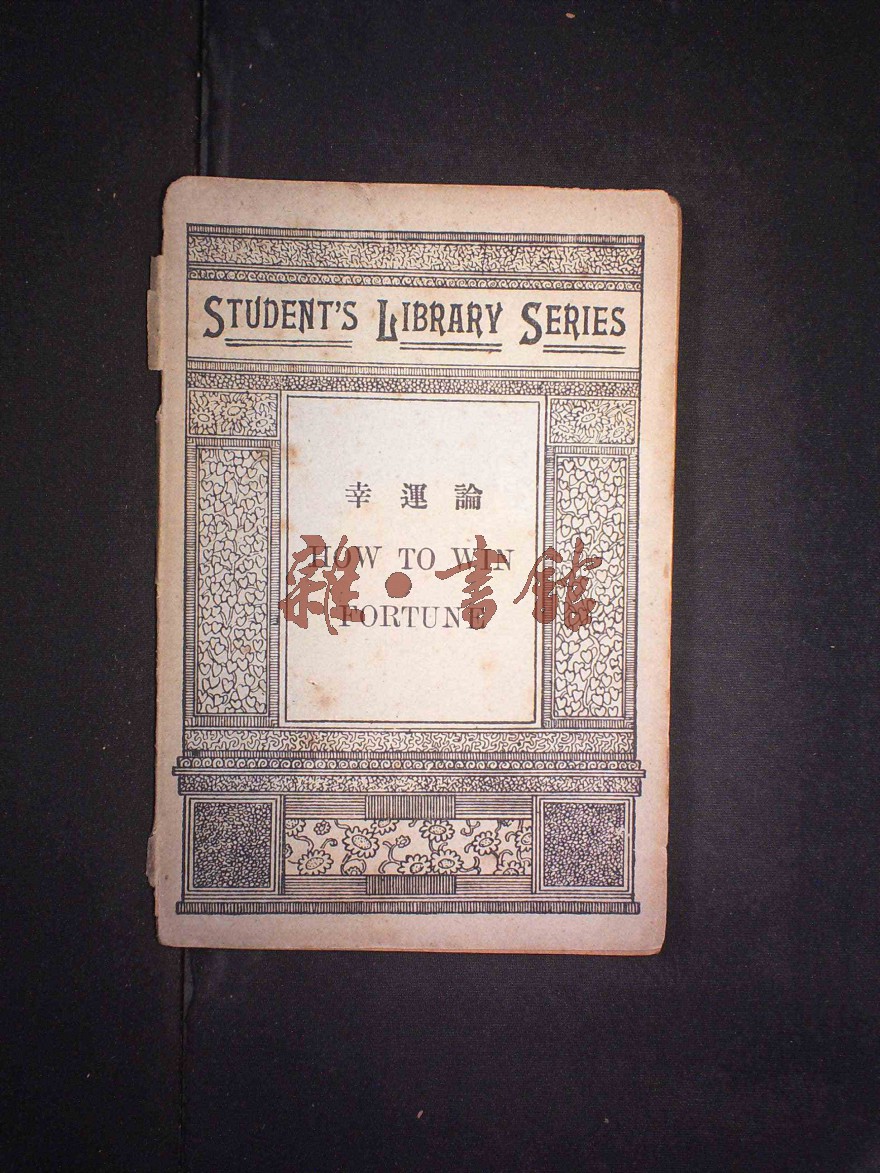 STUDENT'S LIBRARY SERIES
幸運論
HOW TO WIN
FORTUNE
雜·書館